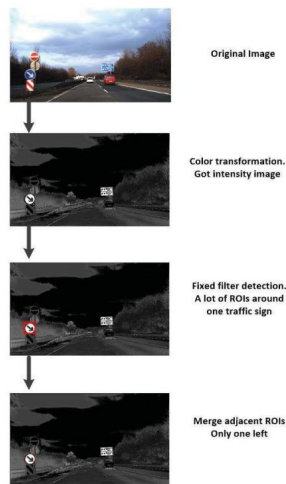 Original Image
Color transformation.
Got intensity image
Fixed filter detection.
A lot of ROIs around
one traffic sign
Merge adjacent ROIs
Only one left